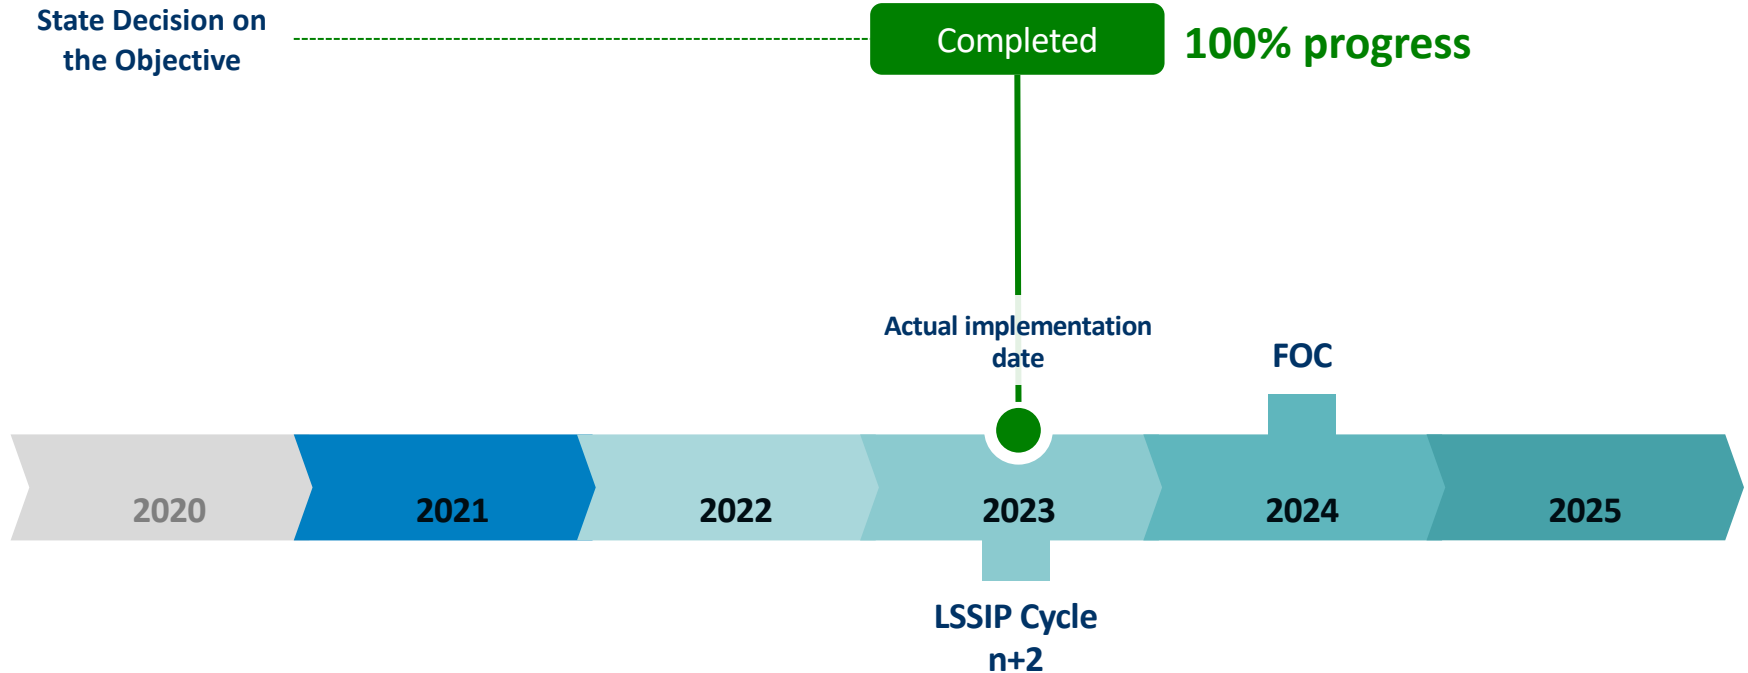 State Decision on
the Objective
Completed
100% progress
Actual implementation
date
FOC
2020
2021
2022
2023
2024
2025
LSSIP Cycle
n+2